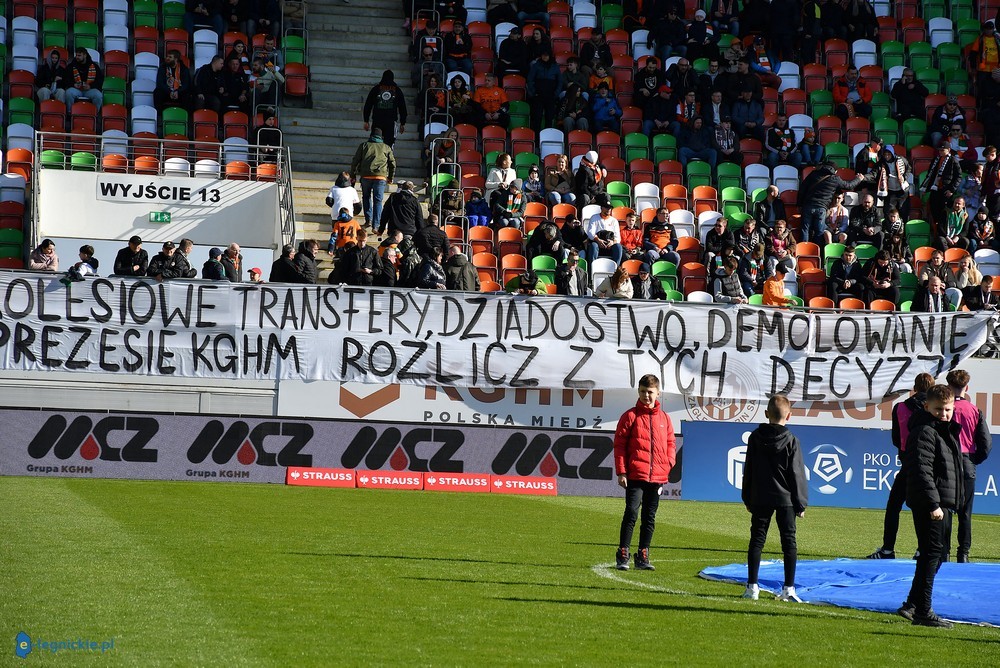 WYJŚCIE 13
OLESIOWE TRANSFERY, DZIADOSTWO, DEMOLOWANIE
PREZESIE KGHM ROZLICZ Z TYCH DECYZJI
KGHM
POLSKA MIEDŹ
MCZ MCZ MCZ MCZ
Grupa KGHM Grupa KGHM
STRAUSS STRAUSS STRAUSS STRAUSS
PKO
14
e-legnickie.pl